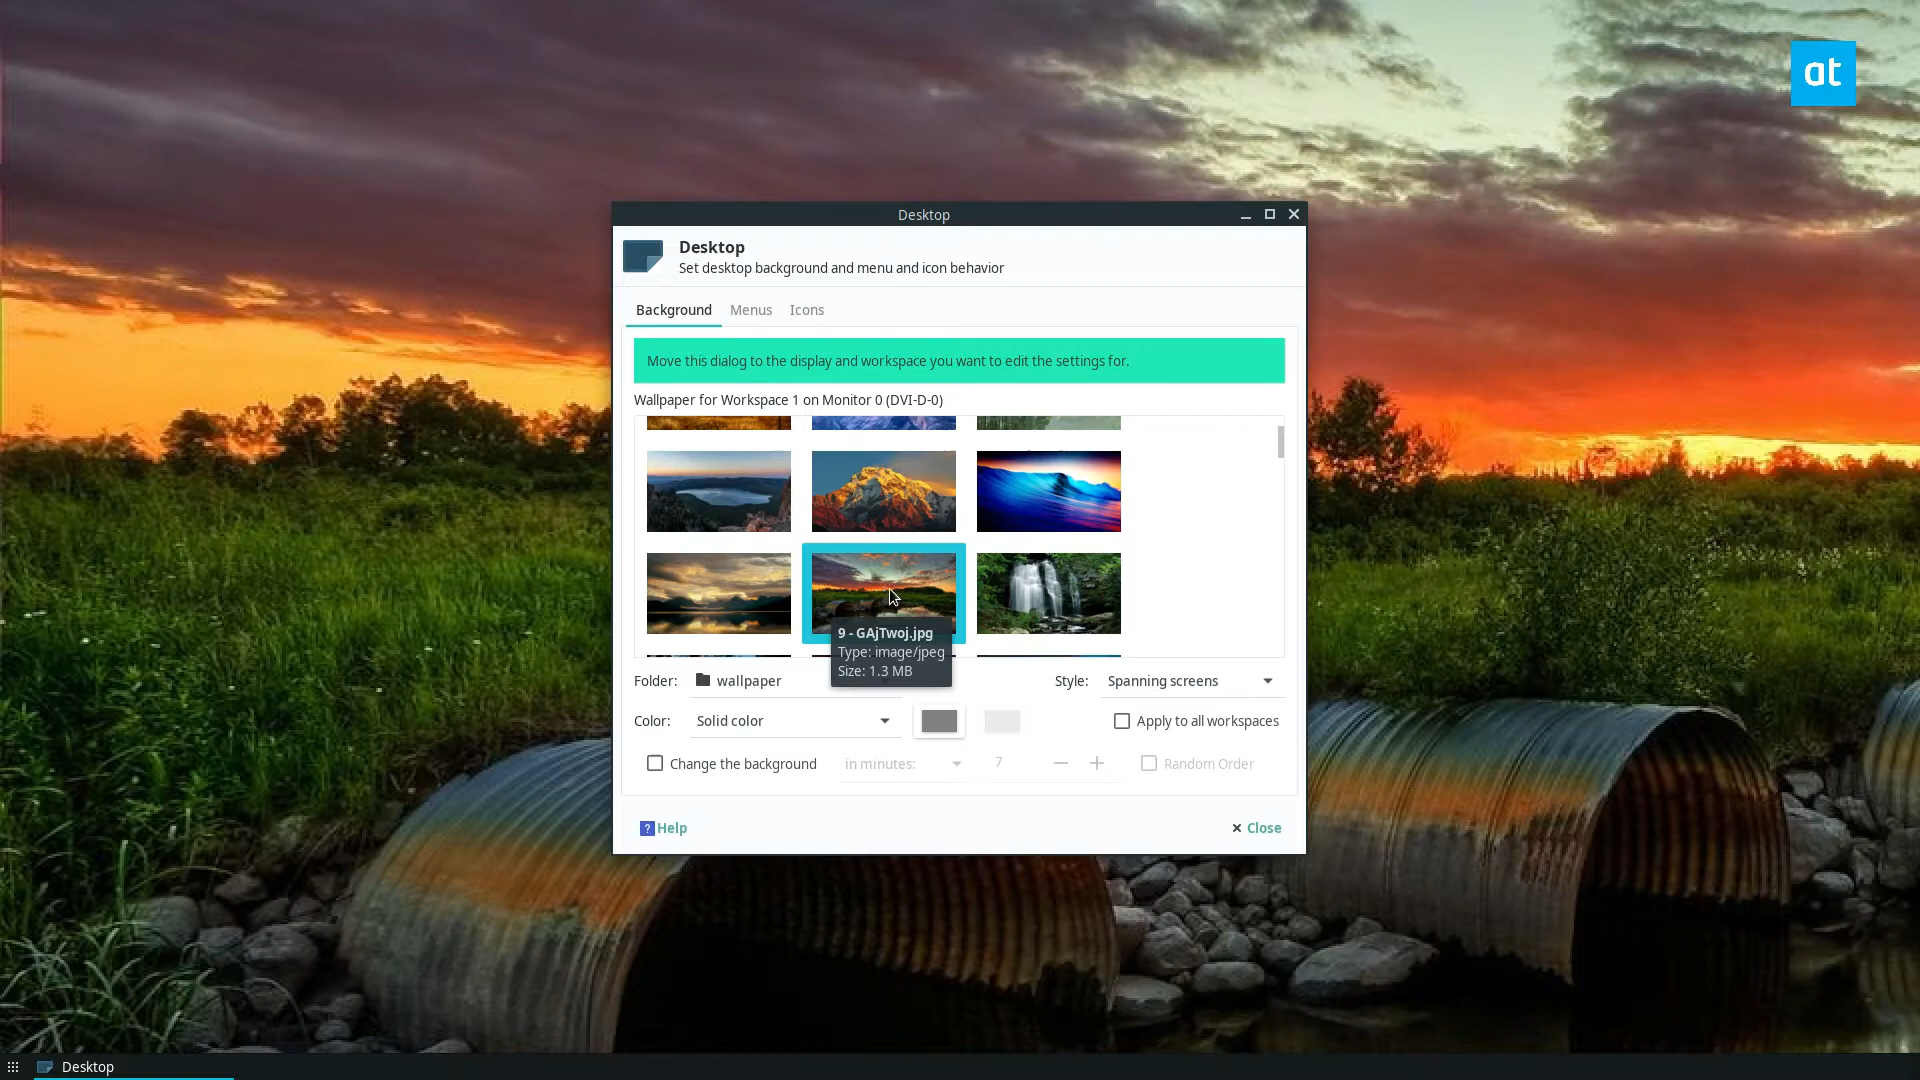 at
Desktop
Desktop
Set desktop background and menu and icon behavior
Background Menus Icons
Move this dialog to the display and workspace you want to edit the settings for.
Wallpaper for Workspace 1 on Monitor 0 (DVI-D-0)
9 - GAjTwoj.jpg
Type: image/jpeg
Size: 1.3 MB
Folder: wallpaper Style: Spanning screens
Color: Solid color Apply to all workspaces
Change the background in minutes: 7 Random Order
? Help Close
Desktop